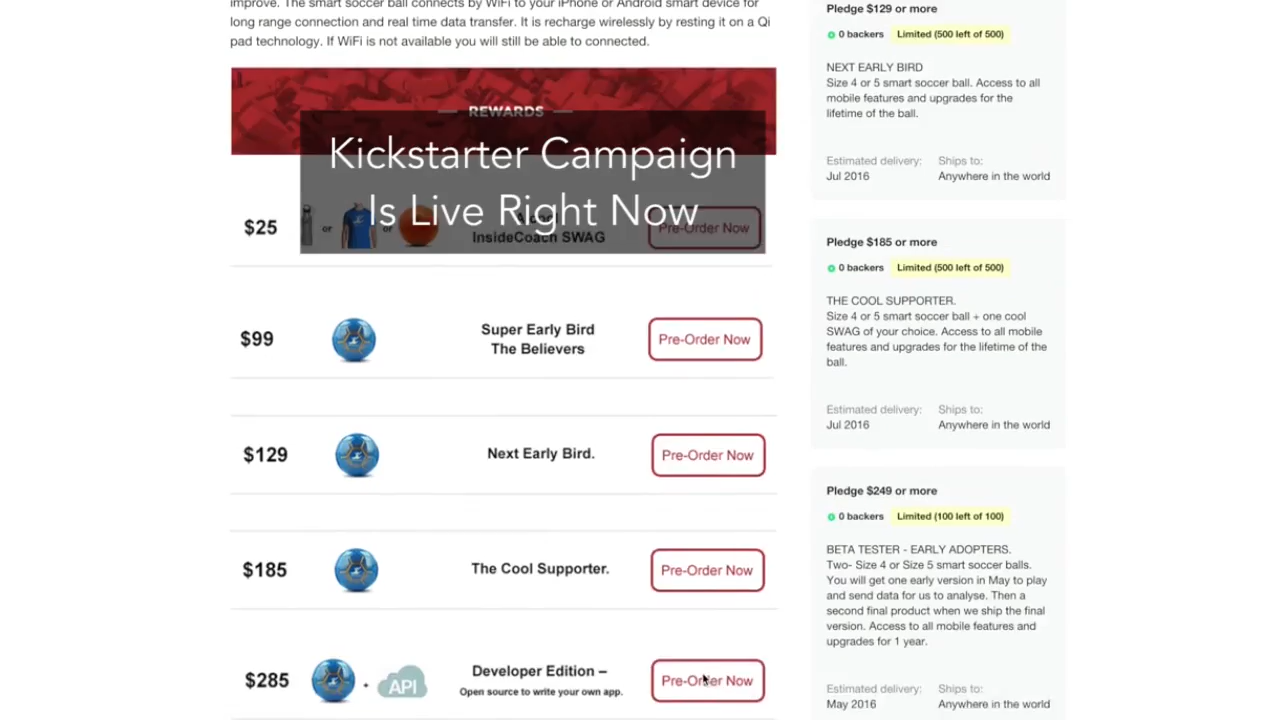 improve. The smart soccer ball connects by WiFi to your iPhone or Android smart device for
long range connection and real time data transfer. It is recharge wirelessly by resting it on a Qi
pad technology. If WiFi is not available you will still be able to connected.
REWARDS
Kickstarter Campaign
Is Live Right Now
$25
or
or
InsideCoach SWAG
Pre-Order Now
$99
Super Early Bird
The Believers
Pre-Order Now
$129
Next Early Bird.
Pre-Order Now
$185
The Cool Supporter.
Pre-Order Now
$285
+
API
Developer Edition –
Open source to write your own app.
Pre-Order Now
Pledge $129 or more
0 backers
Limited (500 left of 500)
NEXT EARLY BIRD
Size 4 or 5 smart soccer ball. Access to all
mobile features and upgrades for the
lifetime of the ball.
Estimated delivery:
Ships to:
Jul 2016
Anywhere in the world
Pledge $185 or more
0 backers
Limited (500 left of 500)
THE COOL SUPPORTER.
Size 4 or 5 smart soccer ball + one cool
SWAG of your choice. Access to all mobile
features and upgrades for the lifetime of the
ball.
Estimated delivery:
Ships to:
Jul 2016
Anywhere in the world
Pledge $249 or more
0 backers
Limited (100 left of 100)
BETA TESTER - EARLY ADOPTERS.
Two- Size 4 or Size 5 smart soccer balls.
You will get one early version in May to play
and send data for us to analyse. Then a
second final product when we ship the final
version. Access to all mobile features and
upgrades for 1 year.
Estimated delivery:
Ships to:
May 2016
Anywhere in the world